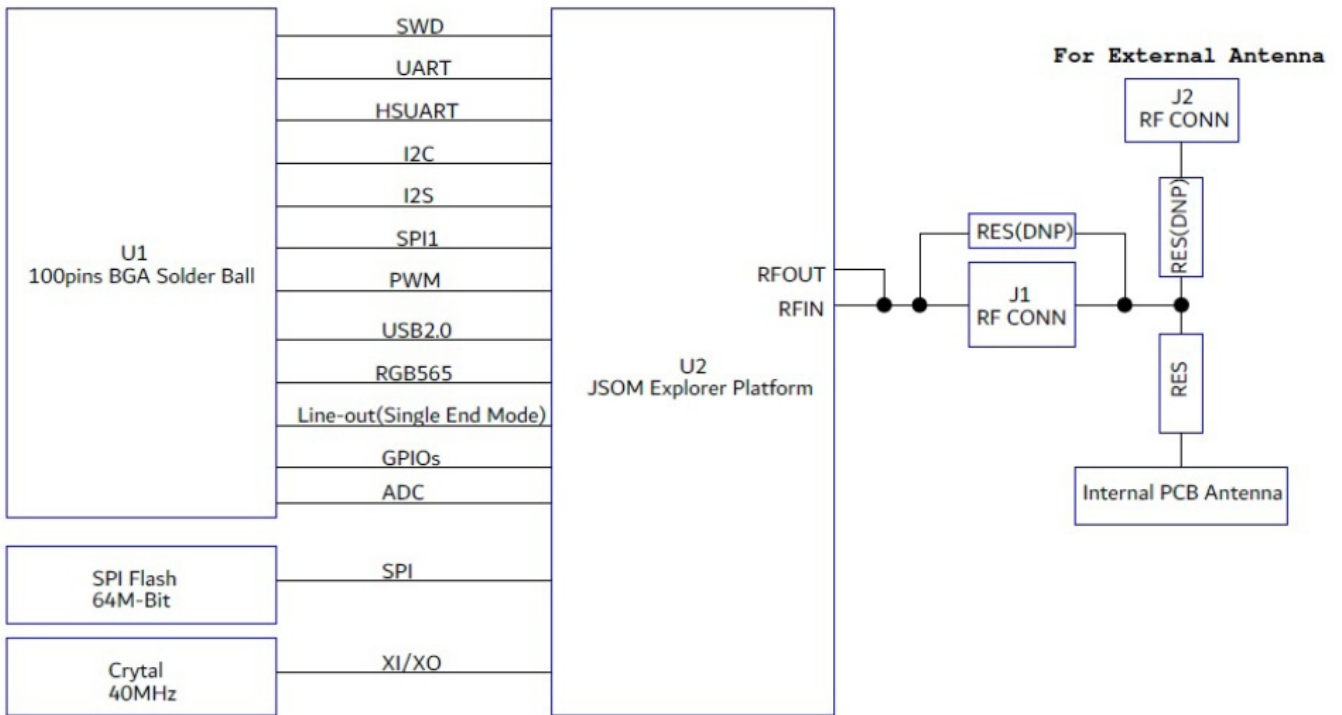 SWD
UART
HSUART
I2C
I2S
SPI1
PWM
USB2.0
RGB565
Line-out(Single End Mode)
GPIOs
ADC
SPI
XI/XO
U1
100pins BGA Solder Ball
SPI Flash
64M-Bit
Crytal
40MHz
U2
JSOM Explorer Platform
RFOUT
RFIN
RES(DNP)
J1
RF CONN
For External Antenna
J2
RF CONN
RES(DNP)
RES
Internal PCB Antenna